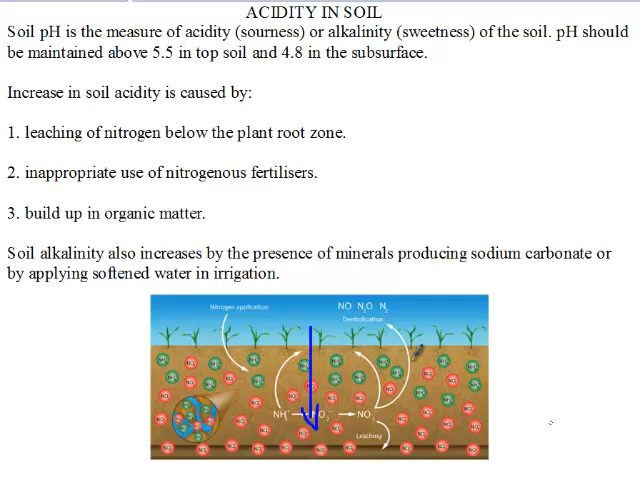 ACIDITY IN SOIL
Soil pH is the measure of acidity (sourness) or alkalinity (sweetness) of the soil. pH should
be maintained above 5.5 in top soil and 4.8 in the subsurface.
Increase in soil acidity is caused by:
1. leaching of nitrogen below the plant root zone.
2. inappropriate use of nitrogenous fertilisers.
3. build up in organic matter.
Soil alkalinity also increases by the presence of minerals producing sodium carbonate or
by applying softened water in irrigation.
Nitrogen application
NO N₂O N₂
Denitrification
Leaching